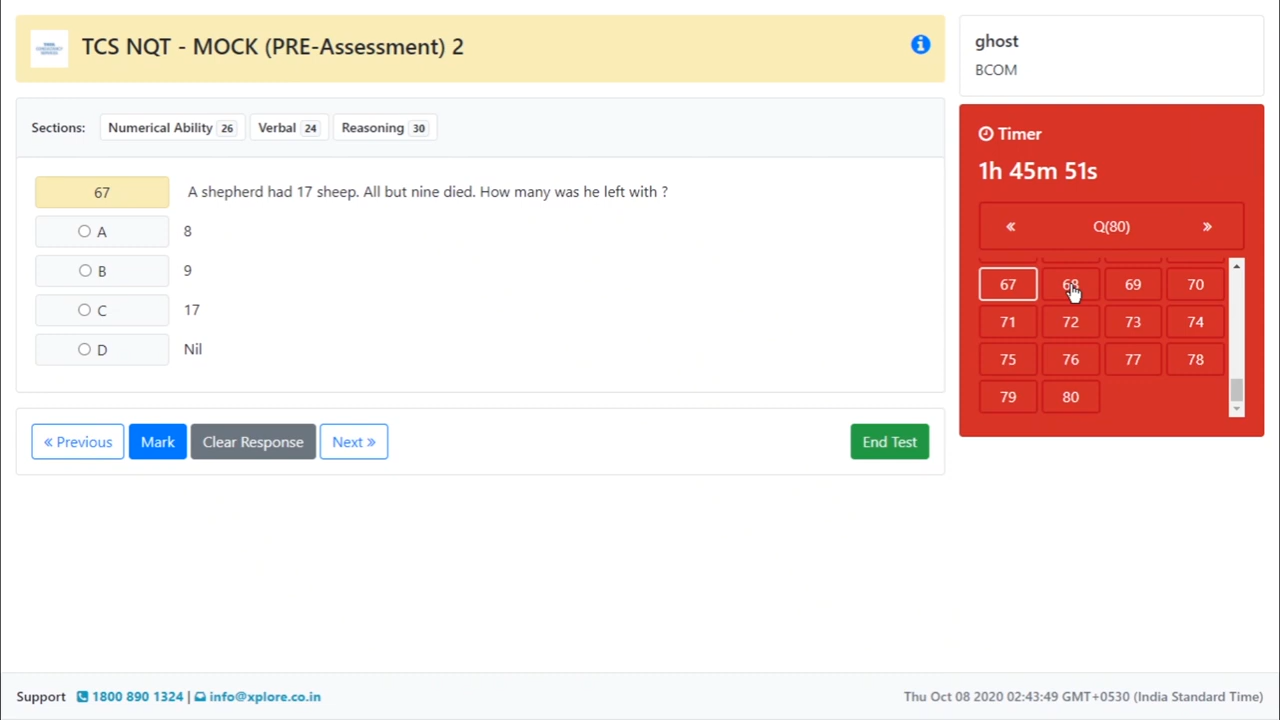 TCS NQT - MOCK (PRE-Assessment) 2
ghost
BCOM
Sections: Numerical Ability 26 Verbal 24 Reasoning 30
Timer
1h 45m 51s
« Q(80) »
67 68 69 70
71 72 73 74
75 76 77 78
79 80
67 A shepherd had 17 sheep. All but nine died. How many was he left with ?
A 8
B 9
C 17
D Nil
« Previous Mark Clear Response Next » End Test
Support 1800 890 1324 | info@xplore.co.in
Thu Oct 08 2020 02:43:49 GMT+0530 (India Standard Time)